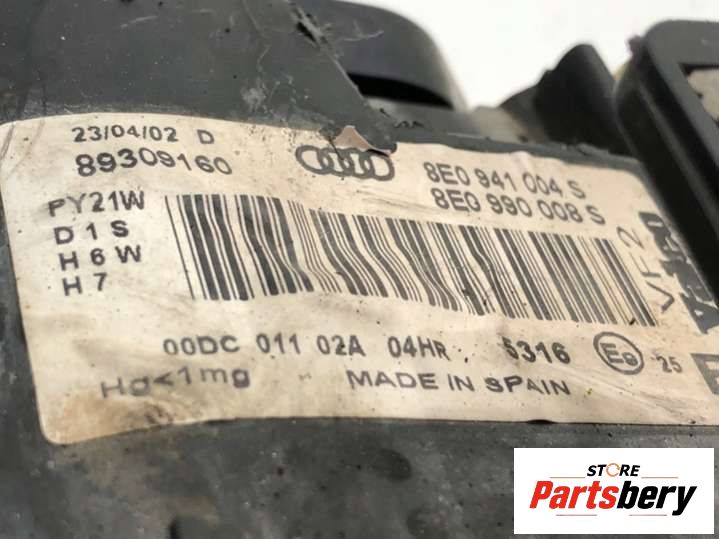 23/04/02 D
89309160
8E0 941 004 S
8E0 990 008 S
PY21W
D1S
H6W
H7
VF2
Valeo
00DC 011 02A 04HR 5316
E9 25
Hg<1mg
MADE IN SPAIN
STORE
Partsbery